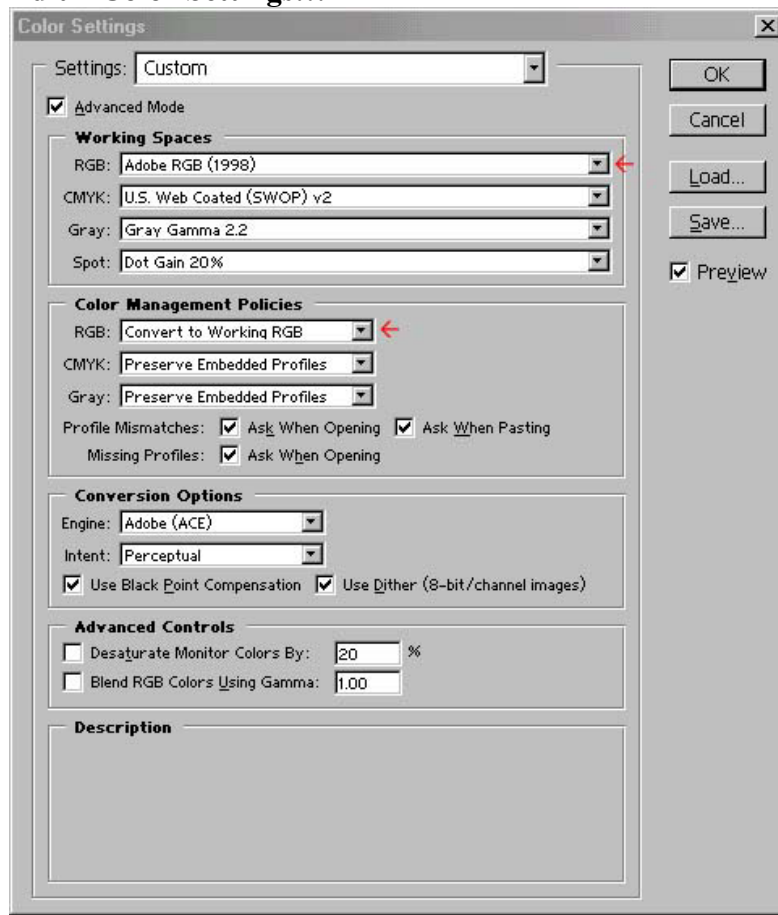 Color Settings
Settings: Custom
OK
Advanced Mode
Cancel
Working Spaces
RGB: Adobe RGB (1998)
Load...
CMYK: U.S. Web Coated (SWOP) v2
Gray: Gray Gamma 2.2
Save...
Spot: Dot Gain 20%
Preview
Color Management Policies
RGB: Convert to Working RGB
CMYK: Preserve Embedded Profiles
Gray: Preserve Embedded Profiles
Profile Mismatches: Ask When Opening Ask When Pasting
Missing Profiles: Ask When Opening
Conversion Options
Engine: Adobe (ACE)
Intent: Perceptual
Use Black Point Compensation Use Dither (8-bit/channel images)
Advanced Controls
Desaturate Monitor Colors By: 20 %
Blend RGB Colors Using Gamma: 1.00
Description